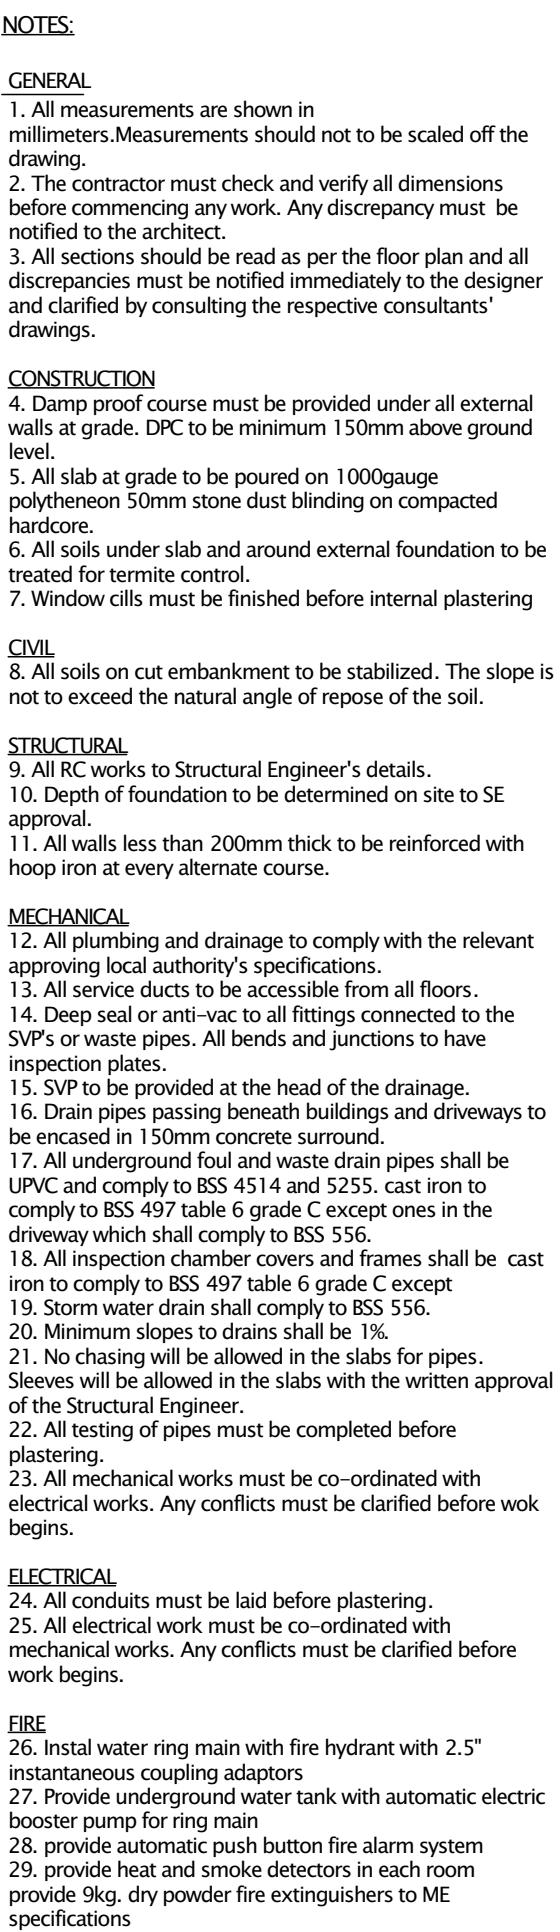 NOTES:
GENERAL
1. All measurements are shown in
millimeters.Measurements should not to be scaled off the
drawing.
2. The contractor must check and verify all dimensions
before commencing any work. Any discrepancy must  be
notified to the architect.
3. All sections should be read as per the floor plan and all
discrepancies must be notified immediately to the designer
and clarified by consulting the respective consultants'
drawings.
CONSTRUCTION
4. Damp proof course must be provided under all external
walls at grade. DPC to be minimum 150mm above ground
level.
5. All slab at grade to be poured on 1000gauge
polytheneon 50mm stone dust blinding on compacted
hardcore.
6. All soils under slab and around external foundation to be
treated for termite control.
7. Window cills must be finished before internal plastering
CIVIL
8. All soils on cut embankment to be stabilized. The slope is
not to exceed the natural angle of repose of the soil.
STRUCTURAL
9. All RC works to Structural Engineer's details.
10. Depth of foundation to be determined on site to SE
approval.
11. All walls less than 200mm thick to be reinforced with
hoop iron at every alternate course.
MECHANICAL
12. All plumbing and drainage to comply with the relevant
approving local authority's specifications.
13. All service ducts to be accessible from all floors.
14. Deep seal or anti-vac to all fittings connected to the
SVP's or waste pipes. All bends and junctions to have
inspection plates.
15. SVP to be provided at the head of the drainage.
16. Drain pipes passing beneath buildings and driveways to
be encased in 150mm concrete surround.
17. All underground foul and waste drain pipes shall be
UPVC and comply to BSS 4514 and 5255. cast iron to
comply to BSS 497 table 6 grade C except ones in the
driveway which shall comply to BSS 556.
18. All inspection chamber covers and frames shall be  cast
iron to comply to BSS 497 table 6 grade C except
19. Storm water drain shall comply to BSS 556.
20. Minimum slopes to drains shall be 1%.
21. No chasing will be allowed in the slabs for pipes.
Sleeves will be allowed in the slabs with the written approval
of the Structural Engineer.
22. All testing of pipes must be completed before
plastering.
23. All mechanical works must be co-ordinated with
electrical works. Any conflicts must be clarified before wok
begins.
ELECTRICAL
24. All conduits must be laid before plastering.
25. All electrical work must be co-ordinated with
mechanical works. Any conflicts must be clarified before
work begins.
FIRE
26. Instal water ring main with fire hydrant with 2.5"
instantaneous coupling adaptors
27. Provide underground water tank with automatic electric
booster pump for ring main
28. provide automatic push button fire alarm system
29. provide heat and smoke detectors in each room
provide 9kg. dry powder fire extinguishers to ME
specifications